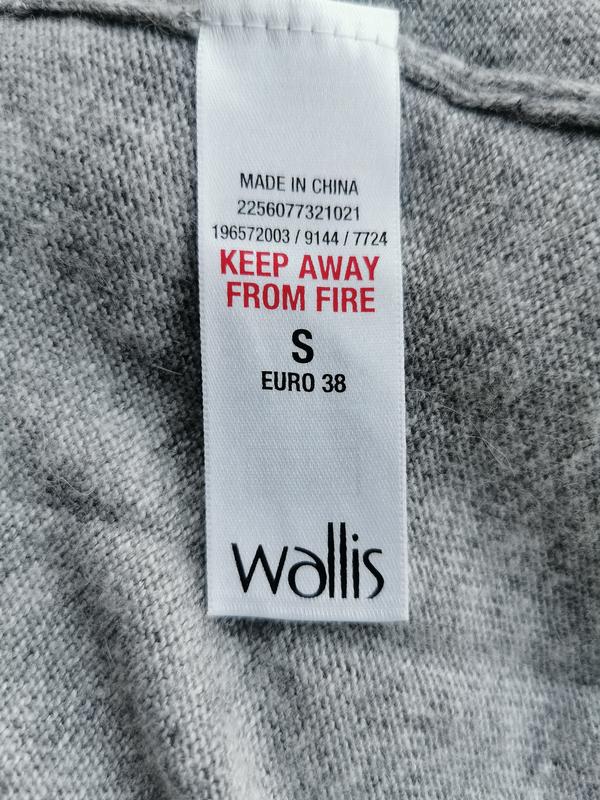 MADE IN CHINA
2256077321021
196572003 / 9144 / 7724
KEEP AWAY
FROM FIRE
S
EURO 38
wallis